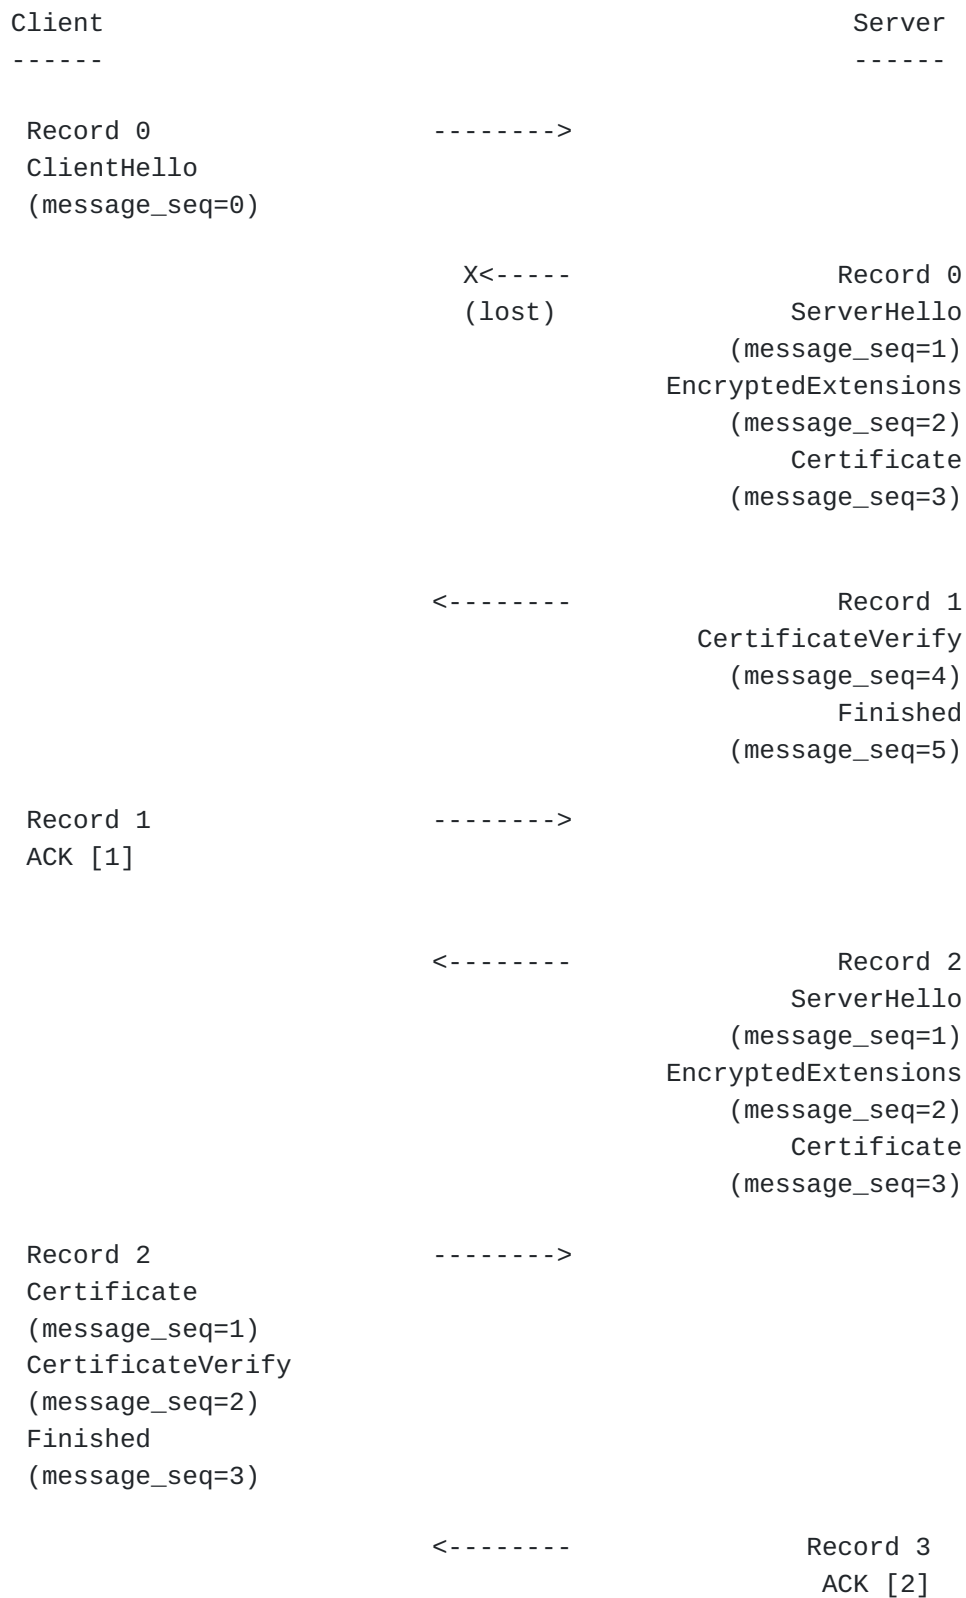 Client                                                Server
------                                                ------
 Record 0                  -------->
 ClientHello
 (message_seq=0)
                             X<-----                 Record 0
                             (lost)               ServerHello
                                              (message_seq=1)
                                          EncryptedExtensions
                                              (message_seq=2)
                                                  Certificate
                                              (message_seq=3)
                           <--------                 Record 1
                                            CertificateVerify
                                              (message_seq=4)
                                                     Finished
                                              (message_seq=5)
 Record 1                  -------->
 ACK [1]
                           <--------                 Record 2
                                                  ServerHello
                                              (message_seq=1)
                                          EncryptedExtensions
                                              (message_seq=2)
                                                  Certificate
                                              (message_seq=3)
 Record 2                  -------->
 Certificate
 (message_seq=1)
 CertificateVerify
 (message_seq=2)
 Finished
 (message_seq=3)
                           <--------               Record 3
                                                    ACK [2]